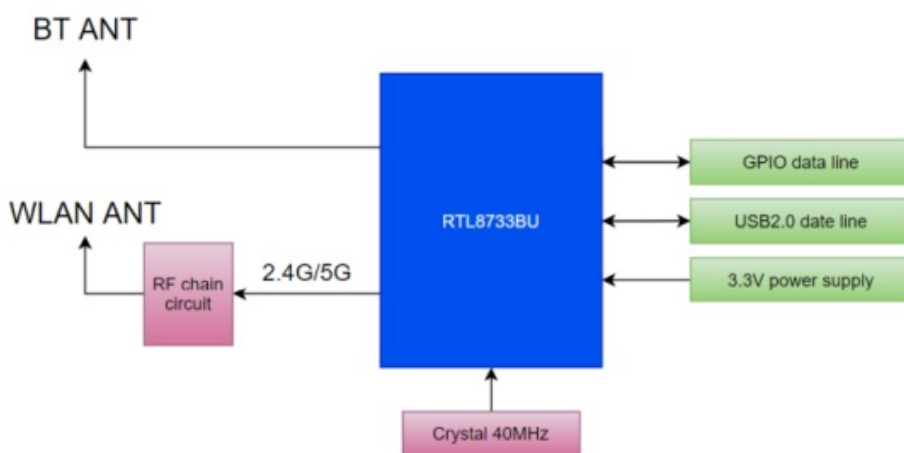 BT ANT
WLAN ANT
RF chain
circuit
2.4G/5G
RTL8733BU
GPIO data line
USB2.0 date line
3.3V power supply
Crystal 40MHz